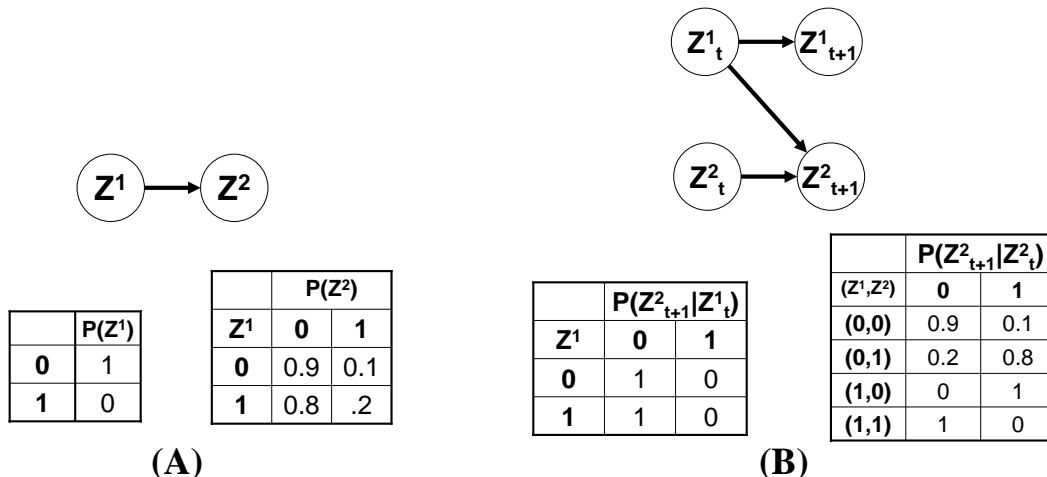 Z¹ Z²
P(Z¹)
0 1
1 0
P(Z²)
Z¹ 0 1
0 0.9 0.1
1 0.8 .2
(A)
Z¹ₜ Z¹ₜ₊₁
Z²ₜ Z²ₜ₊₁
P(Z²ₜ₊₁|Z¹ₜ)
Z¹ 0 1
0 1 0
1 1 0
P(Z²ₜ₊₁|Z²ₜ)
(Z¹,Z²) 0 1
(0,0) 0.9 0.1
(0,1) 0.2 0.8
(1,0) 0 1
(1,1) 1 0
(B)